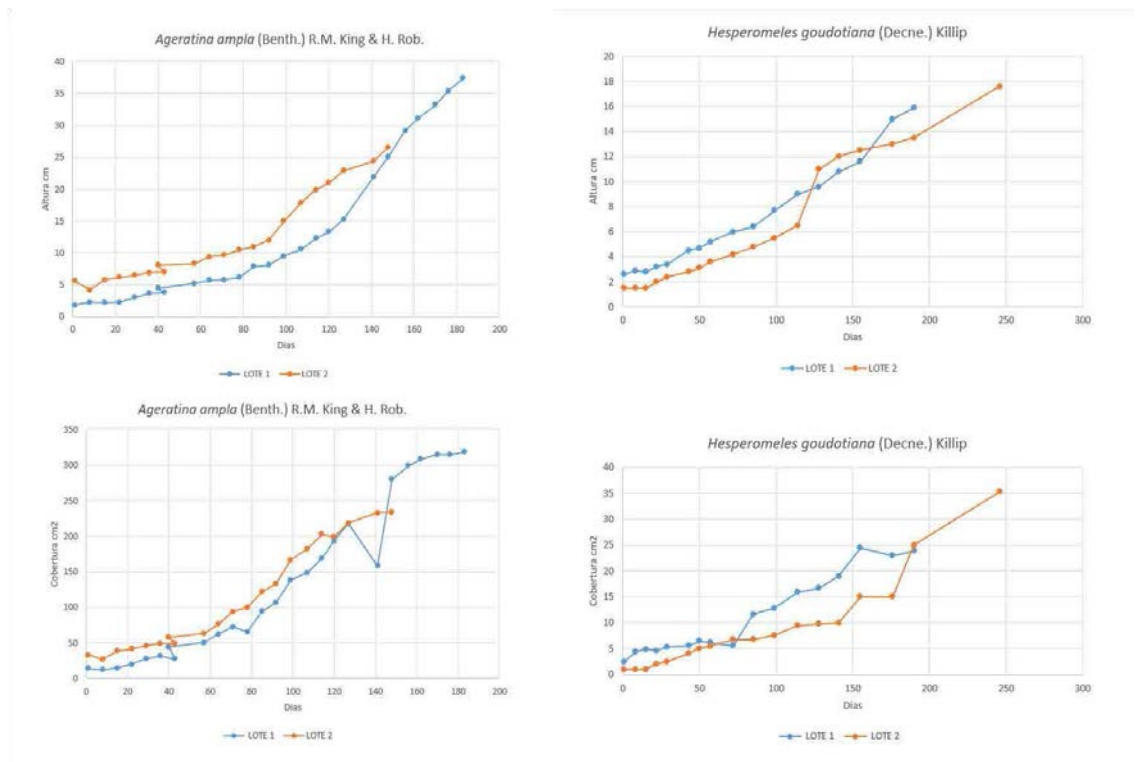 Ageratina ampla (Benth.) R.M. King & H. Rob.
40
35
30
25
20
15
10
5
0
Altura cm
0 20 40 60 80 100 120 140 160 180 200
Dias
LOTE 1 LOTE 2
Hesperomeles goudotiana (Decne.) Killip
20
18
16
14
12
10
8
6
4
2
0
Altura cm
0 50 100 150 200 250 300
Dias
LOTE 1 LOTE 2
Ageratina ampla (Benth.) R.M. King & H. Rob.
350
300
250
200
150
100
50
0
Cobertura cm2
0 20 40 60 80 100 120 140 160 180 200
Dias
LOTE 1 LOTE 2
Hesperomeles goudotiana (Decne.) Killip
40
35
30
25
20
15
10
5
0
Cobertura cm2
0 50 100 150 200 250 300
Dias
LOTE 1 LOTE 2